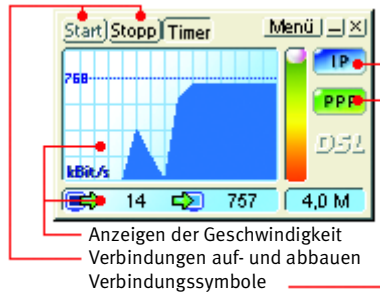 Start Stopp Timer Menü
768
IP
PPP
DSL
kBit/s
14 757 4,0 M
Anzeigen der Geschwindigkeit
Verbindungen auf- und abbauen
Verbindungssymbole